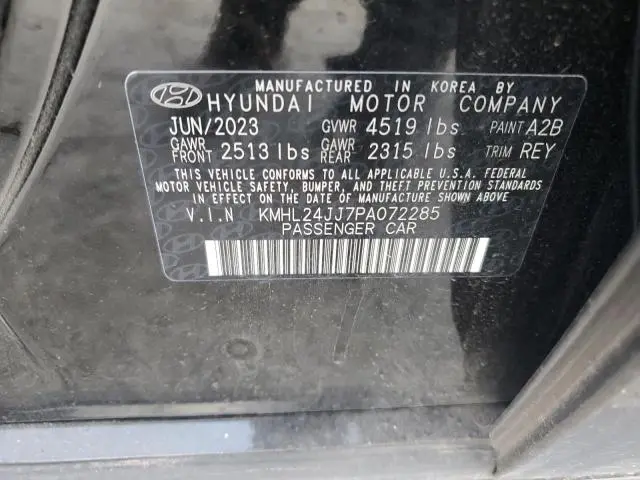 MANUFACTURED IN KOREA BY
HYUNDAI MOTOR COMPANY
JUN/2023 GVWR 4519 lbs PAINT A2B
GAWR FRONT 2513 lbs GAWR REAR 2315 lbs TRIM REY
THIS VEHICLE CONFORMS TO ALL APPLICABLE U.S.A. FEDERAL
MOTOR VEHICLE SAFETY, BUMPER, AND THEFT PREVENTION STANDARDS
IN EFFECT ON THE DATE OF MANUFACTURE SHOWN ABOVE.
V.I.N KMHL24JJ7PA072285
PASSENGER CAR